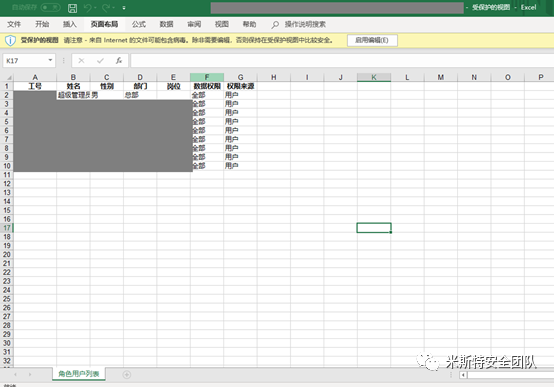 自动保存
受保护的视图 - Excel
文件 开始 插入 页面布局 公式 数据 审阅 视图 帮助 操作说明搜索
受保护的视图 请注意 - 来自 Internet 的文件可能包含病毒。除非需要编辑，否则保持在受保护视图中比较安全。 启用编辑(E)
K17 fx
A B C D E F G H I J K L M N O P
1 工号 姓名 性别 部门 岗位 数据权限 权限来源
2 超级管理员 男 总部 全部 用户
3 全部 用户
4 全部 用户
5 全部 用户
6 全部 用户
7 全部 用户
8 全部 用户
9 全部 用户
10 全部 用户
11
12
13
14
15
16
17
18
19
20
21
22
23
24
25
26
27
28
29
30
31
32
米斯特安全团队
角色用户列表